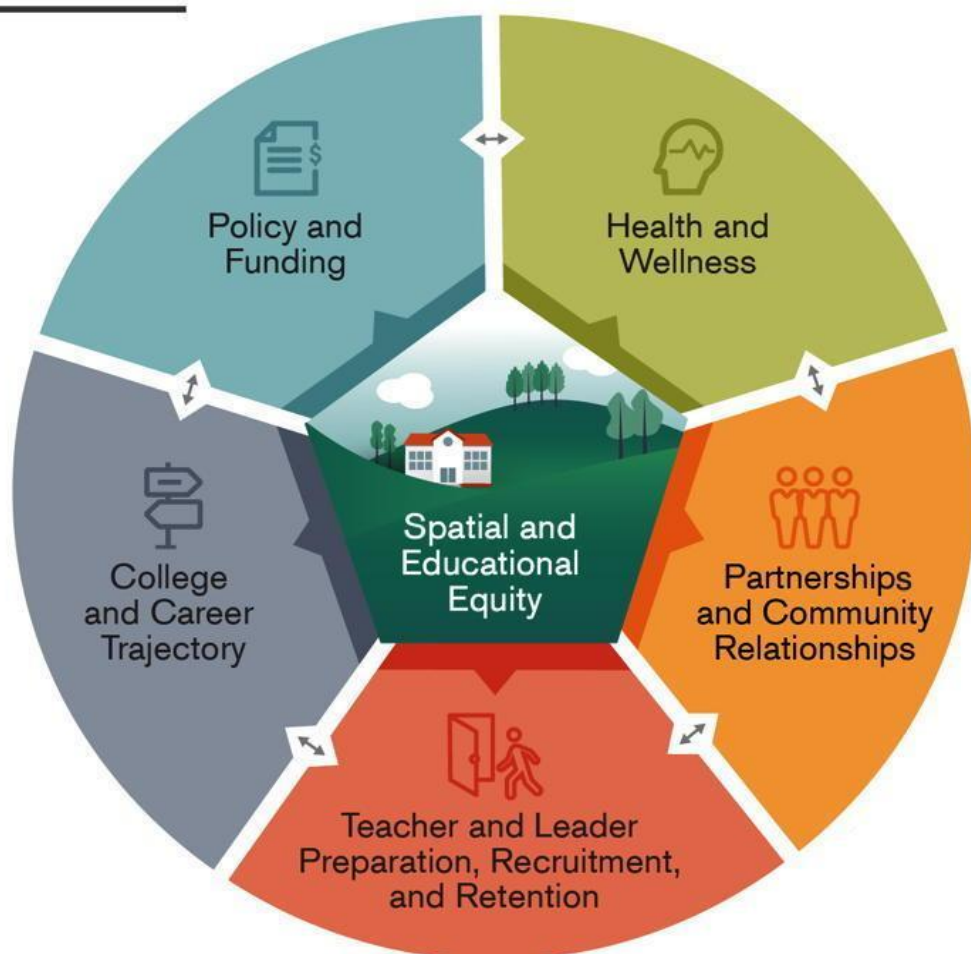 Policy and
Funding
Health and
Wellness
College
and Career
Trajectory
Spatial and
Educational
Equity
Partnerships
and Community
Relationships
Teacher and Leader
Preparation, Recruitment,
and Retention